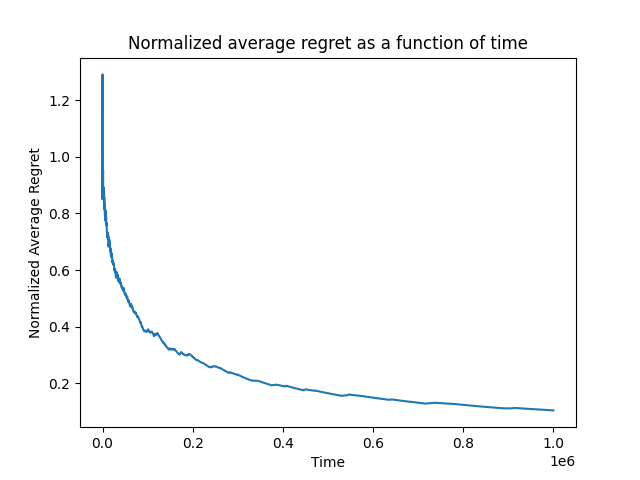 Normalized average regret as a function of time
Normalized Average Regret
1.2
1.0
0.8
0.6
0.4
0.2
0.0 0.2 0.4 0.6 0.8 1.0
1e6
Time